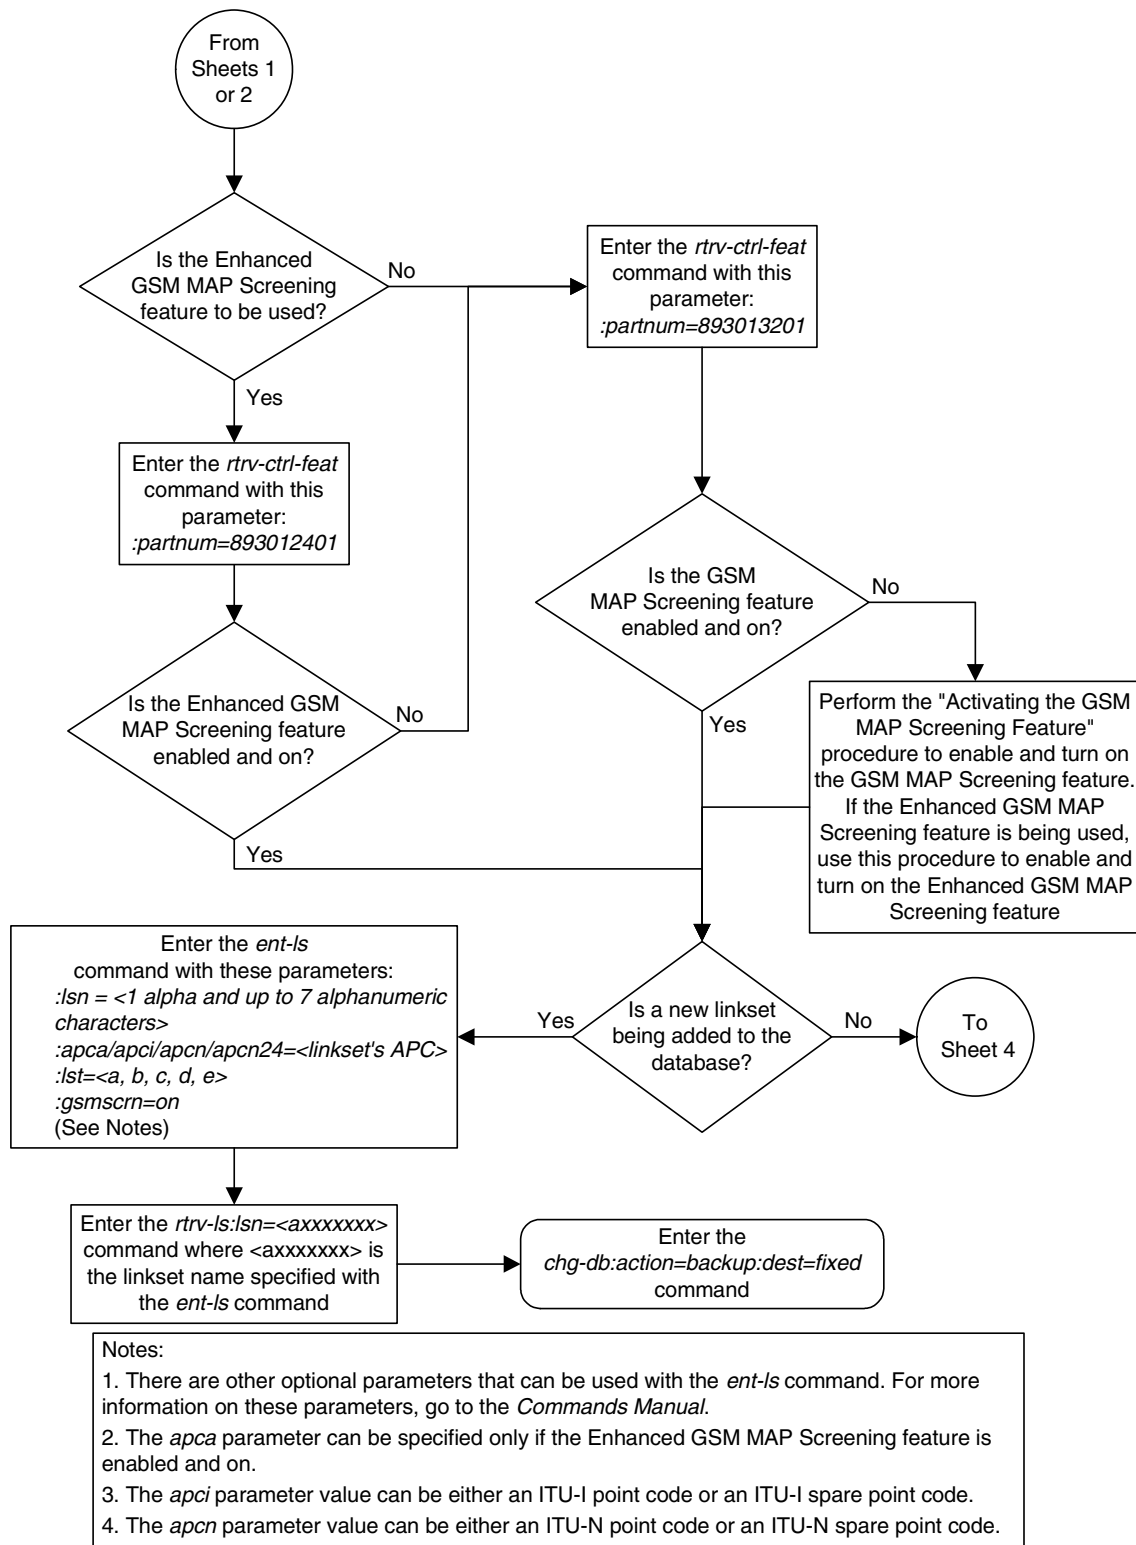 From
Sheets 1
or 2
Is the Enhanced
GSM MAP Screening
feature to be used?
No
Yes
Enter the rtrv-ctrl-feat
command with this
parameter:
:partnum=893013201
Enter the rtrv-ctrl-feat
command with this
parameter:
:partnum=893012401
Is the GSM
MAP Screening feature
enabled and on?
No
Yes
Is the Enhanced GSM
MAP Screening feature
enabled and on?
No
Yes
Perform the "Activating the GSM
MAP Screening Feature"
procedure to enable and turn on
the GSM MAP Screening feature.
If the Enhanced GSM MAP
Screening feature is being used,
use this procedure to enable and
turn on the Enhanced GSM MAP
Screening feature
Is a new linkset
being added to the
database?
Yes
No
To
Sheet 4
Enter the ent-ls
command with these parameters:
:lsn = <1 alpha and up to 7 alphanumeric
characters>
:apca/apci/apcn/apcn24=<linkset's APC>
:lst=<a, b, c, d, e>
:gsmscrn=on
(See Notes)
Enter the rtrv-ls:lsn=<axxxxxxx>
command where <axxxxxxx> is
the linkset name specified with
the ent-ls command
Enter the
chg-db:action=backup:dest=fixed
command
Notes:
1. There are other optional parameters that can be used with the ent-ls command. For more
information on these parameters, go to the Commands Manual.
2. The apca parameter can be specified only if the Enhanced GSM MAP Screening feature is
enabled and on.
3. The apci parameter value can be either an ITU-I point code or an ITU-I spare point code.
4. The apcn parameter value can be either an ITU-N point code or an ITU-N spare point code.